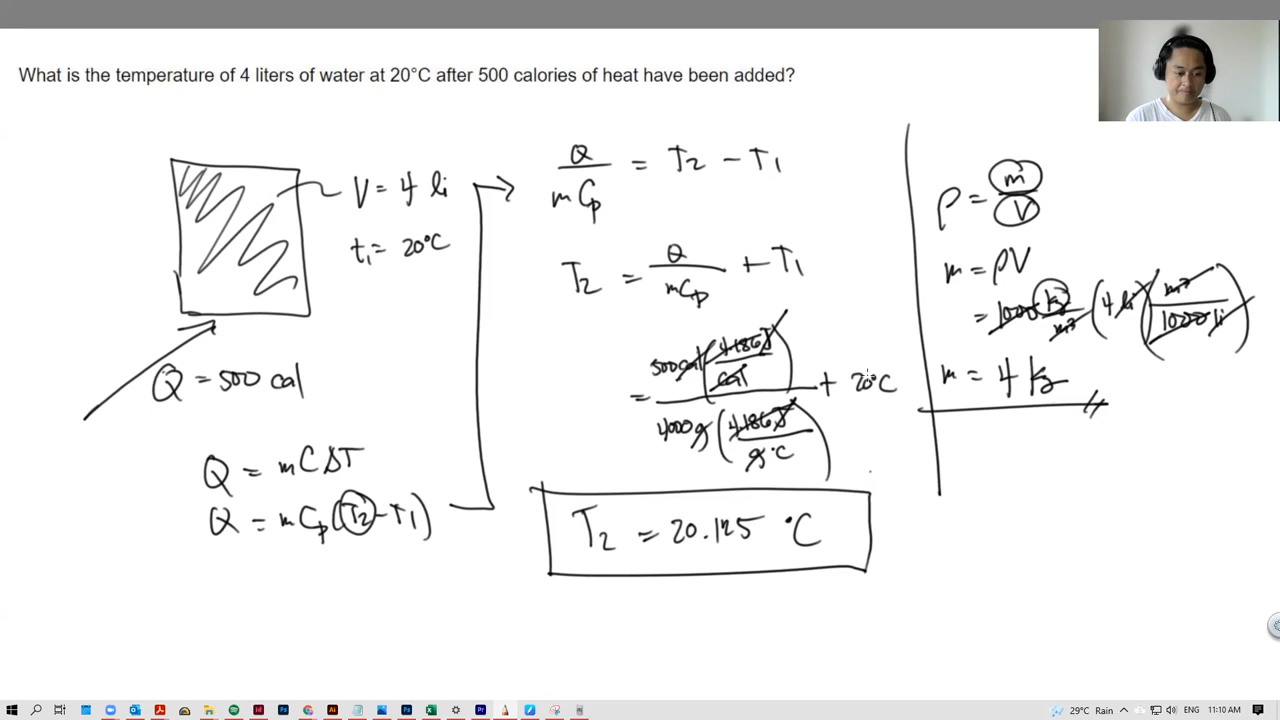 What is the temperature of 4 liters of water at 20°C after 500 calories of heat have been added?
V = 4 li
t₁ = 20°C
Q = 500 cal
Q = mCΔT
Q = mCp(T₂ - T₁)
Q/mCp = T₂ - T₁
T₂ = Q/mCp + T₁
= 500cal (4.186J/cal) / 4000g (4.186J/g°C) + 20°C
T₂ = 20.125 °C
ρ = m/V
m = ρV
= 1000 kg/m³ (4 li) (m³/1000 li)
m = 4 kg
29°C Rain
ENG
11:10 AM